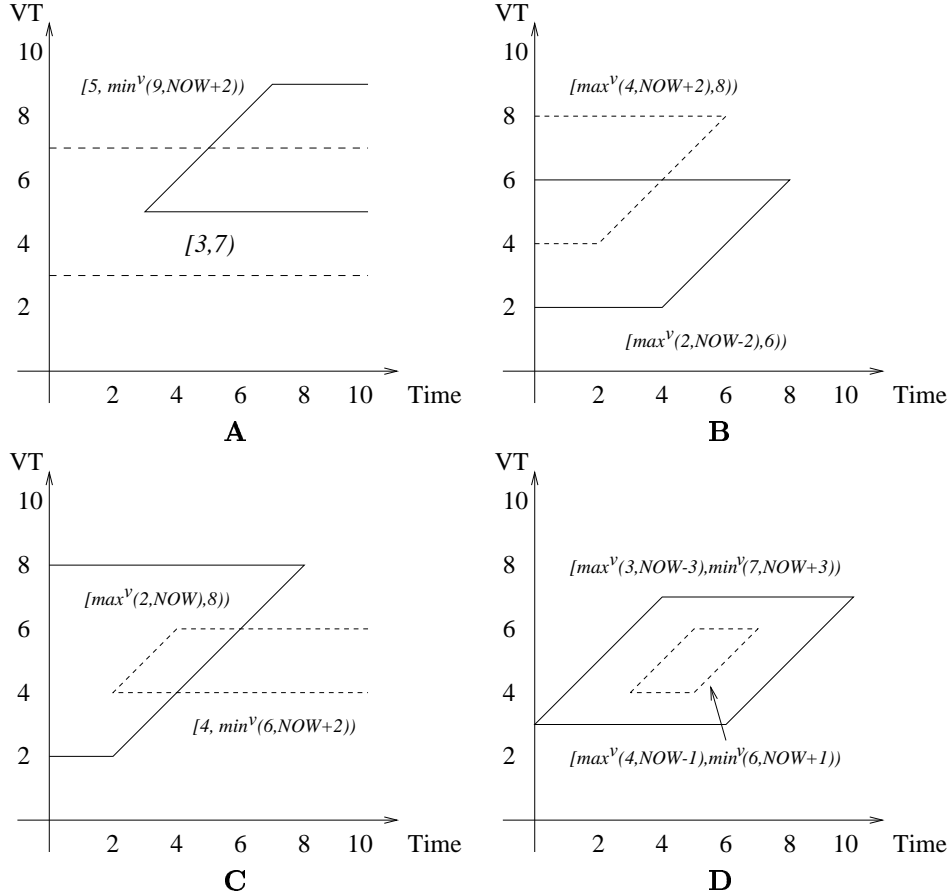 VT
10
[5, min^v(9,NOW+2))
8
6
[3,7)
4
2
2 4 6 8 10 Time
A
VT
10
[max^v(4,NOW+2),8))
8
6
4
2
[max^v(2,NOW-2),6))
2 4 6 8 10 Time
B
VT
10
8
[max^v(2,NOW),8))
6
4
[4, min^v(6,NOW+2))
2
2 4 6 8 10 Time
C
VT
10
[max^v(3,NOW-3),min^v(7,NOW+3))
8
6
4
[max^v(4,NOW-1),min^v(6,NOW+1))
2
2 4 6 8 10 Time
D